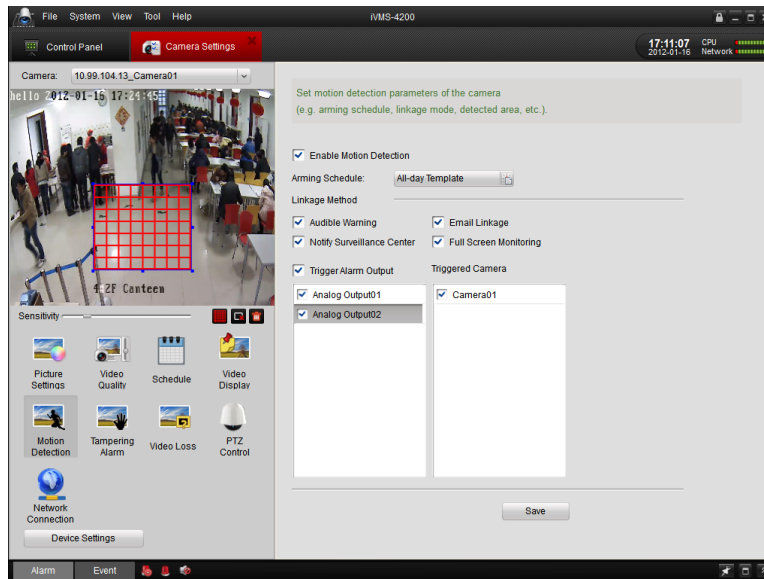 File System View Tool Help
iVMS-4200
Control Panel
Camera Settings
17:11:07
2012-01-16
CPU
Network
Camera: 10.99.104.13_Camera01
hello 2012-01-16 17:24:45
4-2F Canteen
Sensitivity
Picture Settings
Video Quality
Schedule
Video Display
Motion Detection
Tampering Alarm
Video Loss
PTZ Control
Network Connection
Device Settings
Set motion detection parameters of the camera
(e.g. arming schedule, linkage mode, detected area, etc.).
Enable Motion Detection
Arming Schedule: All-day Template
Linkage Method
Audible Warning
Email Linkage
Notify Surveillance Center
Full Screen Monitoring
Trigger Alarm Output
Triggered Camera
Analog Output01
Camera01
Analog Output02
Save
Alarm
Event